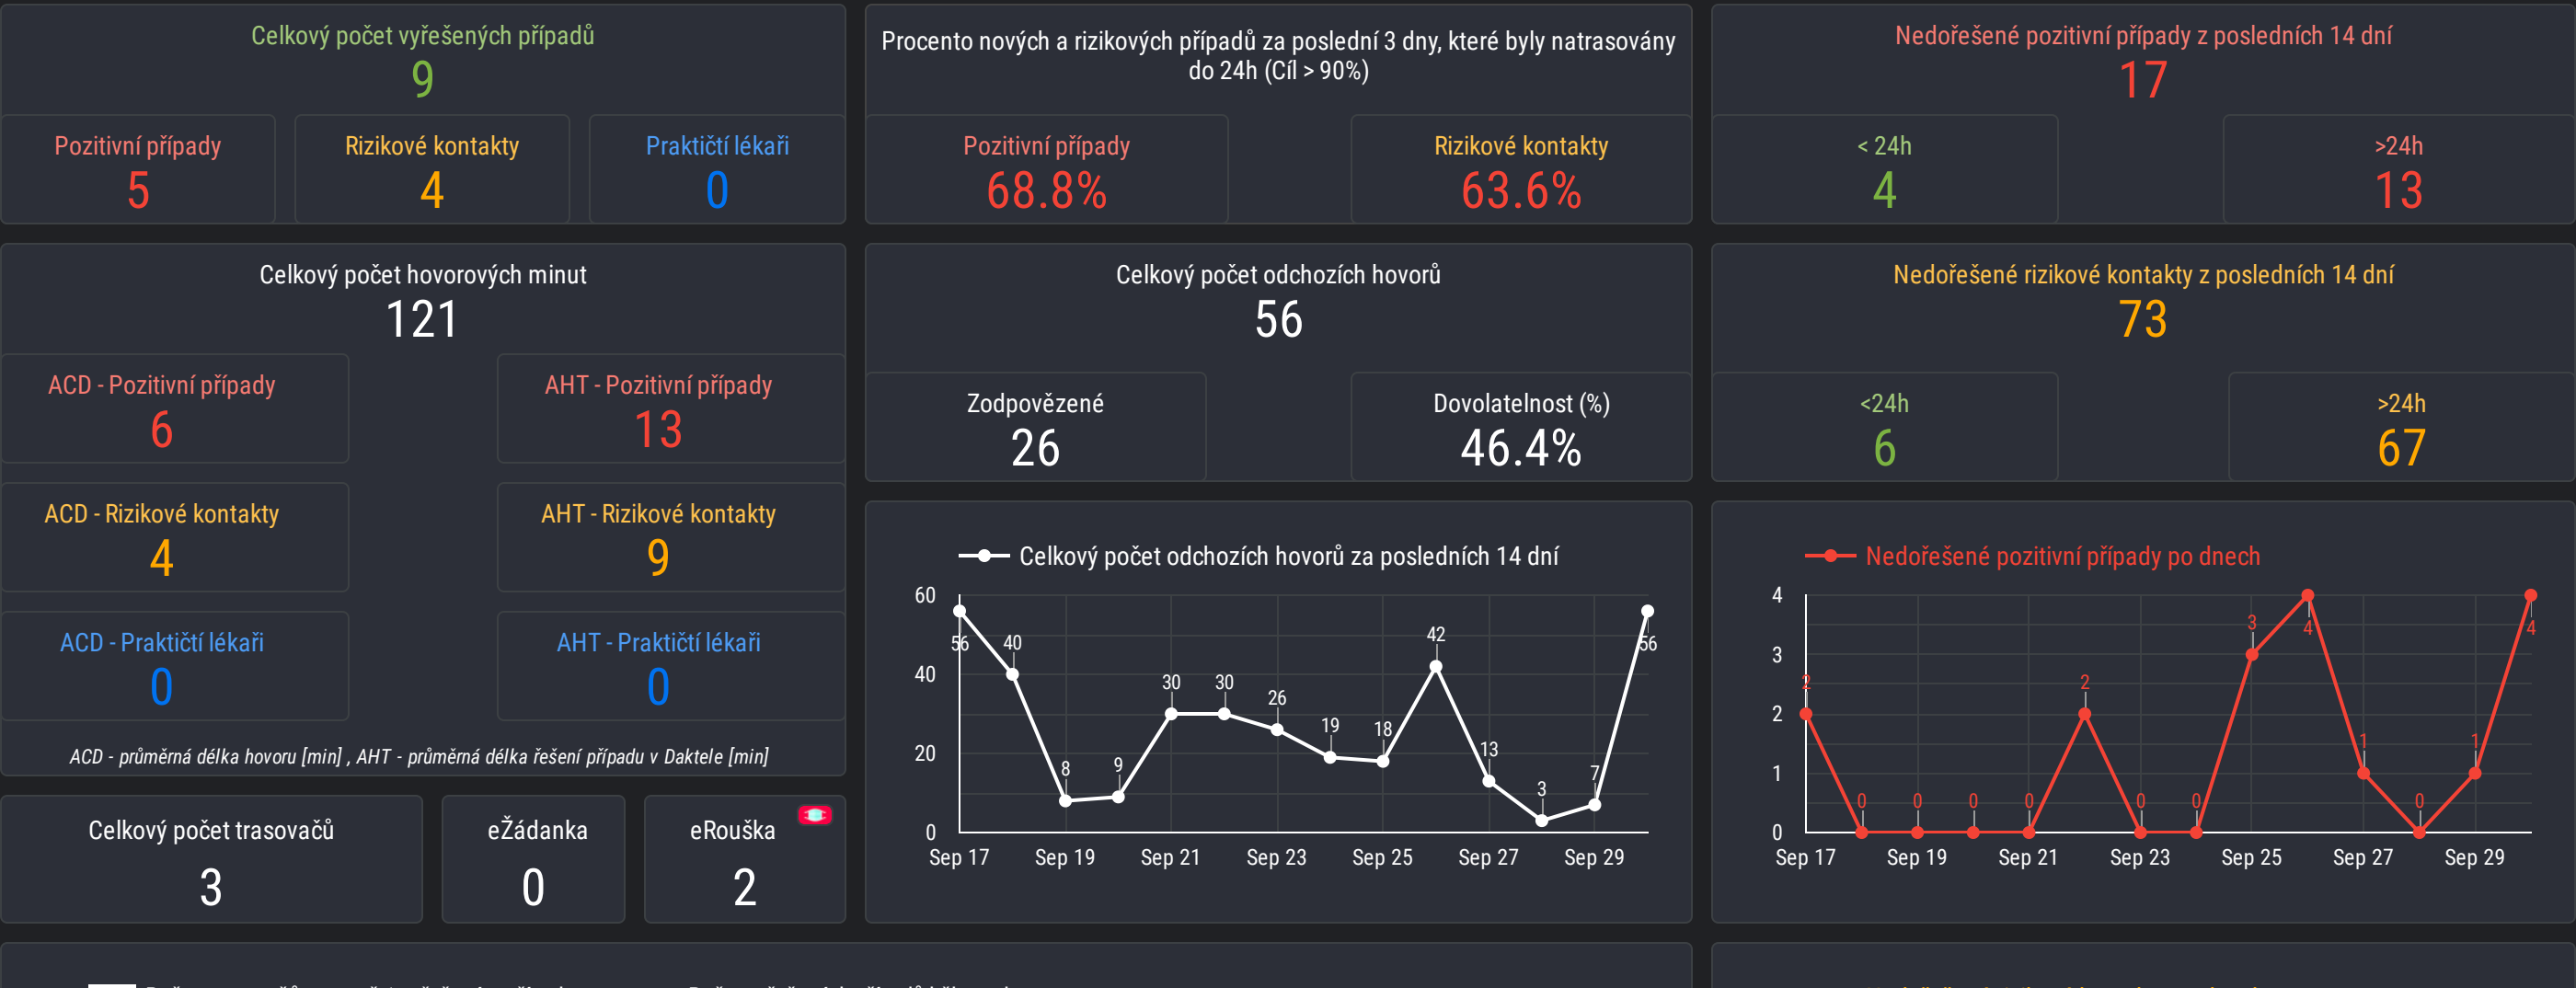 Celkový počet vyřešených případů
9
Pozitivní případy
5
Rizikové kontakty
4
Praktičtí lékaři
0
Procento nových a rizikových případů za poslední 3 dny, které byly natrasovány
do 24h (Cíl > 90%)
Pozitivní případy
68.8%
Rizikové kontakty
63.6%
Nedořešené pozitivní případy z posledních 14 dní
17
< 24h
4
>24h
13
Celkový počet hovorových minut
121
ACD - Pozitivní případy
6
AHT - Pozitivní případy
13
ACD - Rizikové kontakty
4
AHT - Rizikové kontakty
9
ACD - Praktičtí lékaři
0
AHT - Praktičtí lékaři
0
ACD - průměrná délka hovoru [min] , AHT - průměrná délka řešení případu v Daktele [min]
Celkový počet odchozích hovorů
56
Zodpovězené
26
Dovolatelnost (%)
46.4%
Nedořešené rizikové kontakty z posledních 14 dní
73
<24h
6
>24h
67
Celkový počet trasovačů
3
eŽádanka
0
eRouška
2
Celkový počet odchozích hovorů za posledních 14 dní
60
40
20
0
56 40 8 9 30 30 26 19 18 42 13 3 7 56
Sep 17 Sep 19 Sep 21 Sep 23 Sep 25 Sep 27 Sep 29
Nedořešené pozitivní případy po dnech
4
3
2
1
0
2 0 0 0 0 2 0 0 3 4 1 0 1 4
Sep 17 Sep 19 Sep 21 Sep 23 Sep 25 Sep 27 Sep 29